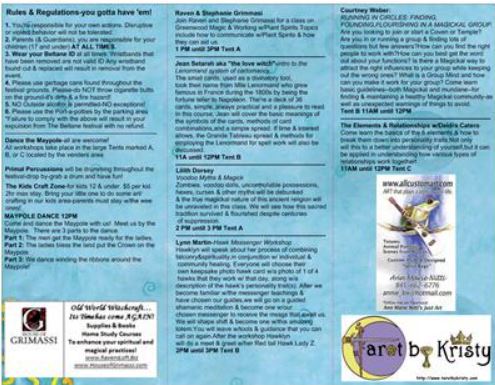 Rules & Regulations-you gotta have 'em!
1. You're responsible for your own actions. Disruptive
or violent behavior will not be tolerated.
2. Parents (& Guardians), you are responsible for your
children (17 and under) AT ALL TIMES.
3. Wear your Beltane ID at all times. Wristbands that
have been removed are not valid ID Any wristband
found cut & replaced will result in removal from the
event.
4. Please use garbage cans found throughout the
festival grounds. Please-do NOT throw cigarette butts
on the ground-it's dirty & a fire hazard!
5. NO Outside alcohol is permitted-NO exceptions!
6. Please use the Port-a-potties by the parking area
*Failure to comply with the above will result in your
expulsion from The Beltane festival with no refund.
Dance the Maypole-all are welcome!
All workshops take place in the large Tents marked A,
B, or C located by the venders area
Primal Percussions will be drumming throughout the
festival-drop by-grab a drum and have fun!
The Kids Craft Zone-for kids 12 & under. $5 per kid
2hr max stay. Bring your little one to do some art/
crafting in our kids area-parents must stay w/the wee
ones!
MAYPOLE DANCE 12PM
Come and dance the Maypole with us! Meet us by the
Maypole. There are 3 parts to the dance.
Part 1: The men get the Maypole ready for the ladies.
Part 2: The ladies bless the land put the Crown on the
Maypole.
Part 3: We dance winding the ribbons around the
Maypole!
HOUSE OF
GRIMASSI
Old World Witchcraft...
Its Time has come AGAIN!
Supplies & Books
Home Study Courses
To enhance your spiritual and
magical practices!
www.RavensLoft.Biz
www.HouseofGrimassi.com
Raven & Stephanie Grimassi
Join Raven and Stephanie Grimassi for a class on
Greenwood Magic & Working w/Plant Spirits Topics
include how to communicate w/Plant Spirits & how
they can aid us.
1 PM until 2PM Tent A
Jean Setarah aka "the love witch" Intro to the
Lenormand system of cartomancy.
The small cards, used as a divinatory tool,
took their name from Mlle Lenormand who grew
famous in France during the 1800s by being the
fortune teller to Napoleon. Their a deck of 36
cards, simple, always practical and a pleasure to read.
In this course, Jean will cover the basic meanings of
the symbols of the cards, methods of card
combinations, and a simple spread. If time & interest
allows, the Grande Tableau spread & methods for
employing the Lenormand for spell work will also be
discussed.
11A until 12PM Tent B
Lilith Dorsey
Voodoo Myths & Magick
Zombies, voodoo dolls, uncontrollable possessions,
hexes, curses & other myths will be debunked
& the true magickal nature of this ancient religion will
be unraveled in this class. We will see how this sacred
tradition survived & flourished despite centuries
of suppression.
2 PM until 3 PM Tent A
Lynn Martin-Hawk Messenger Workshop
Hawklyn will speak about her process of combining
falconry&spirituality, in conjunction w/ individual &
community healing. Everyone will choose their
own keepsake photo hawk card w/a photo of 1 of 4
hawks that they work w/ that day, along w/a
description of the hawk's personality trait(s). After we
become familiar w/the messenger teachings &
have chosen our guides, we will go on a guided
shamanic meditation & become one w/our
chosen messenger to receive the message that await us.
We will shape shift & become one w/this amazing
totem. You will leave w/tools & guidance that you can
call on again. After the workshop Hawklyn
will do a meet & greet w/her Red tail Hawk Lady Z.
2PM until 3PM Tent B
Courtney Weber:
RUNNING IN CIRCLES: FINDING,
FOUNDING, FLOURISHING IN A MAGICKAL GROUP
Are you looking to join or start a Coven or Temple?
Are you in or running a group & finding lots of
questions but few answers? How can you find the right
people to work with? How can you best get the word
out about your functions? Is there a Magickal way to
attract the right influences to your group while keeping
out the wrong ones? What is a Group Mind and how
can you make it work for your group? Come learn
basic guidelines--both Magickal and mundane--for
finding & maintaining a healthy Magickal community-as
well as unexpected warnings of things to avoid.
Tent B 11AM until 12PM
The Elements & Relationships w/Deidra Catero
Come learn the basics of the 5 elements & how to
break them down into personality traits. Not only
will this to a better understanding of yourself, but it can
be applied in understanding how various types of
relationships work together!
11AM until 12PM Tent C
www.allcustomart.com
ART that plans
Tarot by Kristy
http://www.tarotbykristy.com